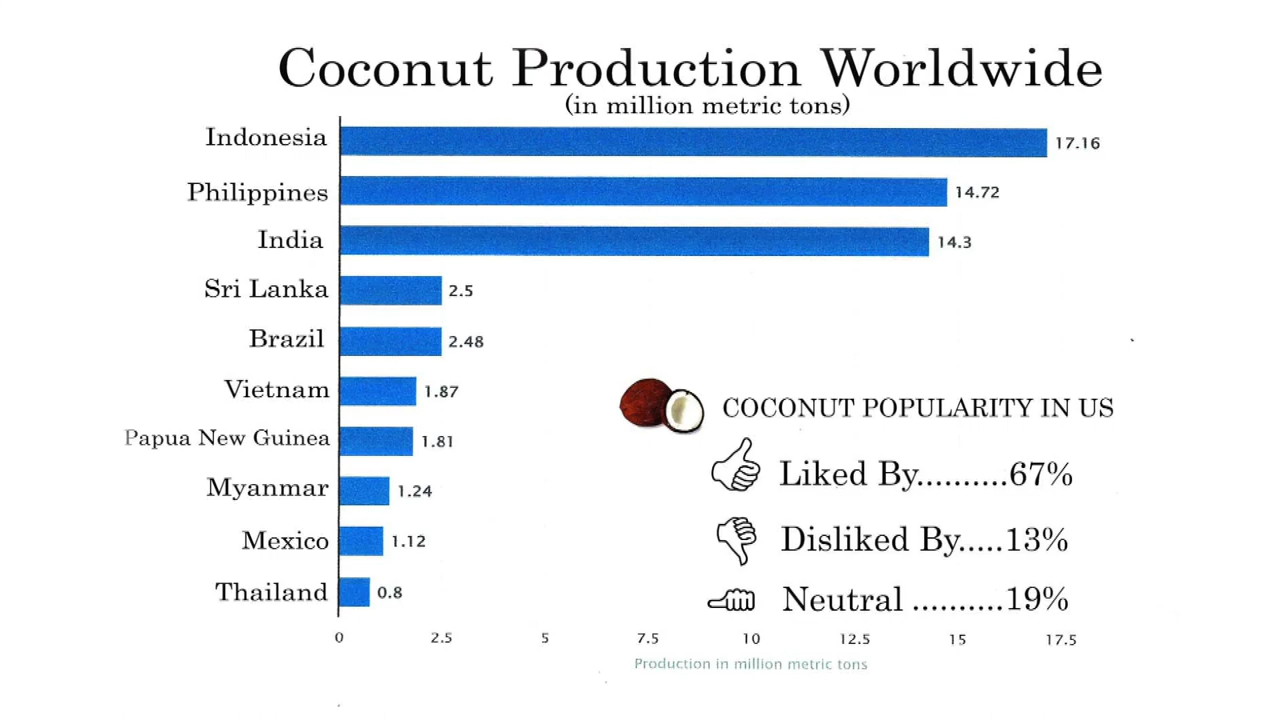 Coconut Production Worldwide
(in million metric tons)
Indonesia 17.16
Philippines 14.72
India 14.3
Sri Lanka 2.5
Brazil 2.48
Vietnam 1.87
Papua New Guinea 1.81
Myanmar 1.24
Mexico 1.12
Thailand 0.8
0 2.5 5 7.5 10 12.5 15 17.5
Production in million metric tons
COCONUT POPULARITY IN US
Liked By..........67%
Disliked By.....13%
Neutral ..........19%